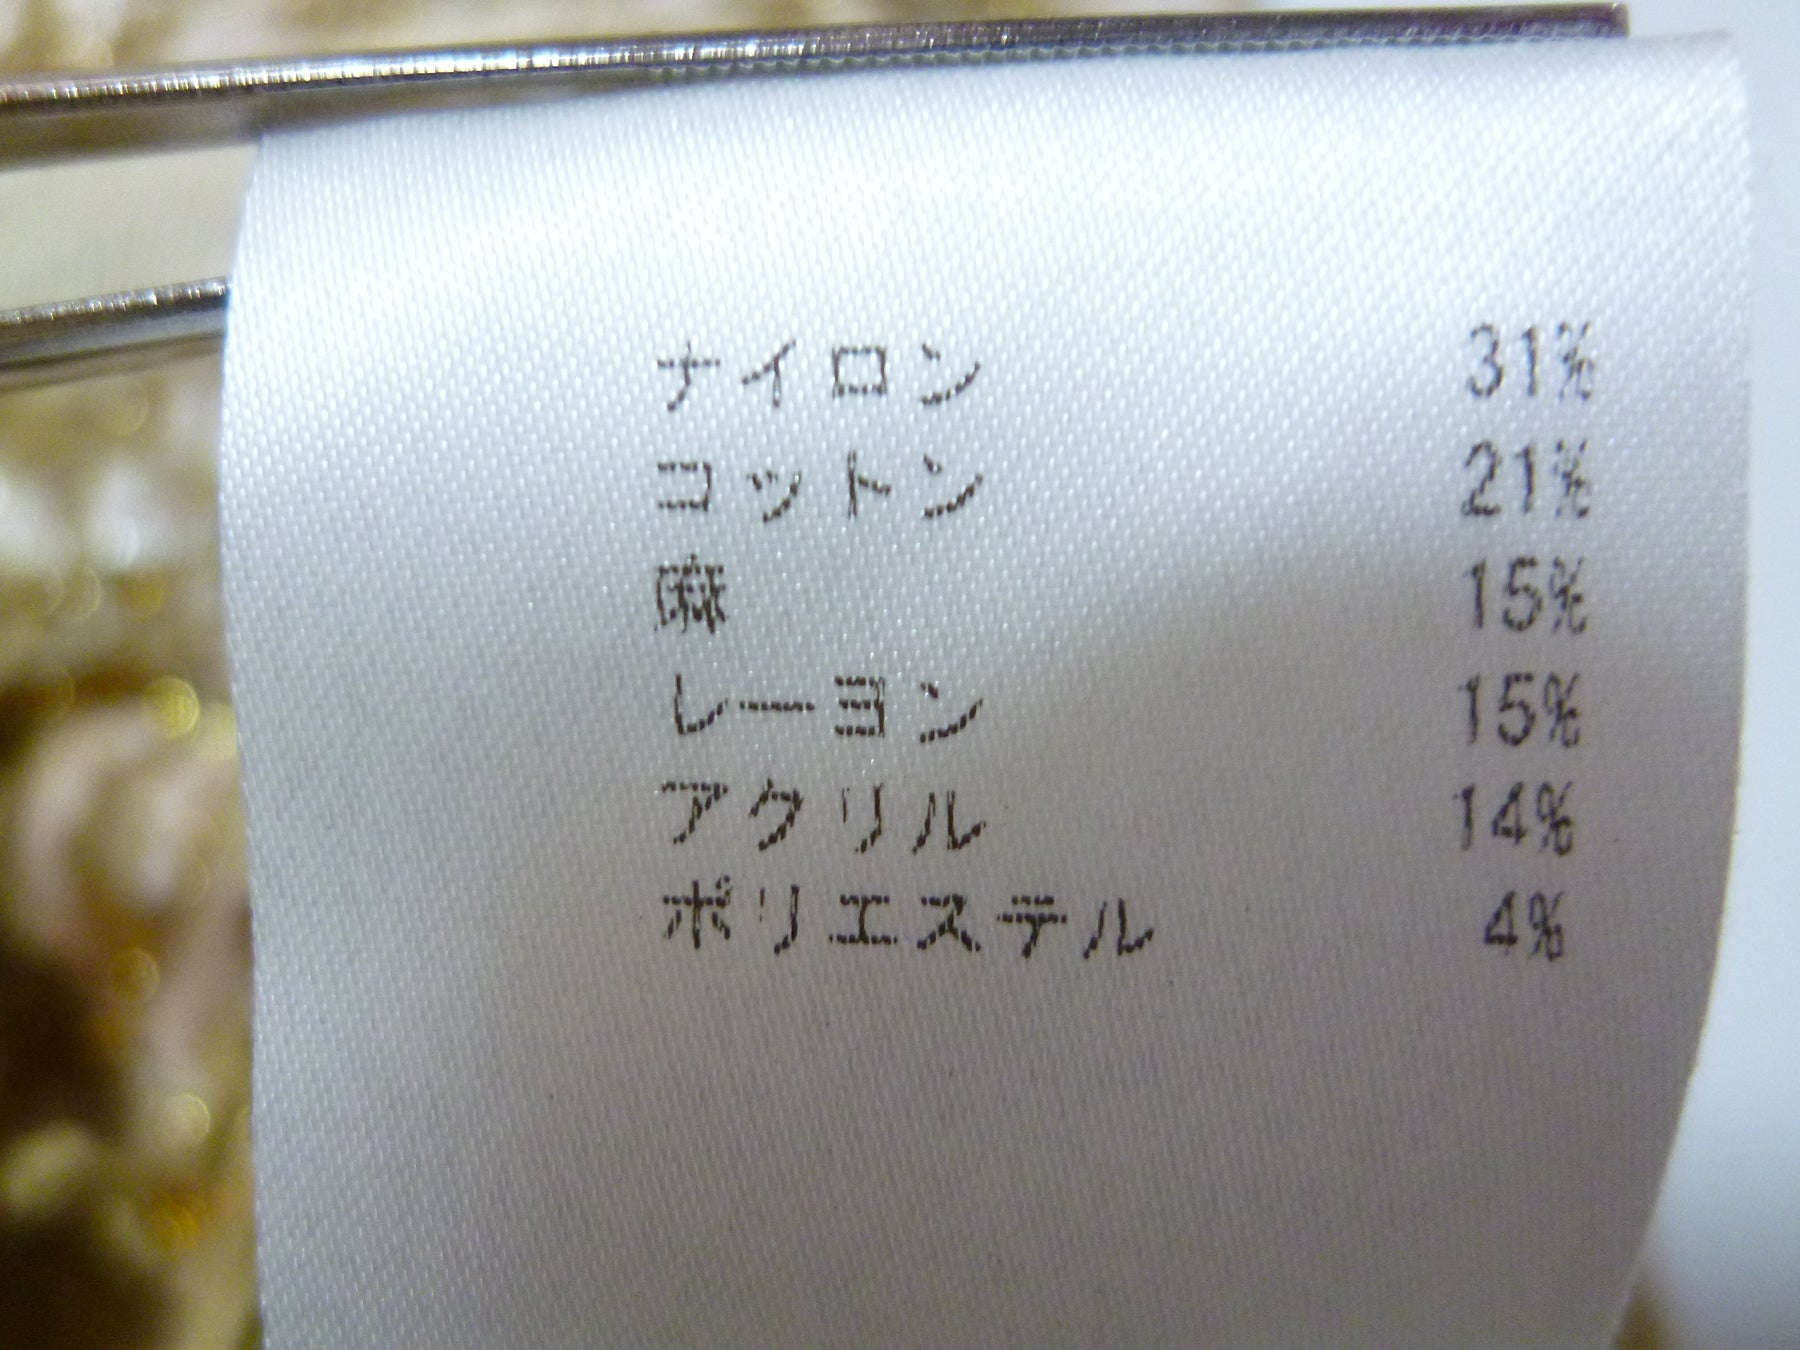 ナイロン 31%
コットン 21%
麻 15%
レーヨン 15%
アクリル 14%
ポリエステル 4%